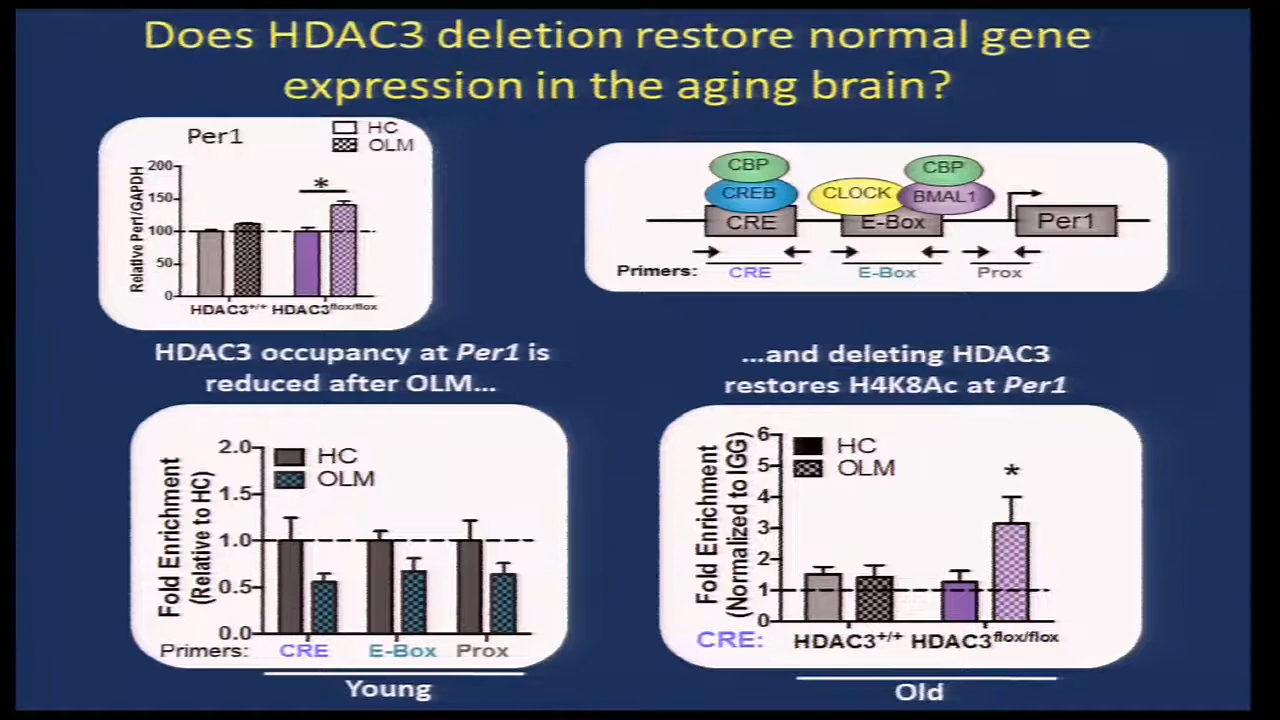 Does HDAC3 deletion restore normal gene
expression in the aging brain?
Per1
HC
OLM
Relative Per1/GAPDH
200
150
100
50
0
*
HDAC3+/+ HDAC3flox/flox
CBP
CBP
CREB
CLOCK
BMAL1
CRE
E-Box
Per1
Primers: CRE E-Box Prox
HDAC3 occupancy at Per1 is
reduced after OLM...
Fold Enrichment
(Relative to HC)
2.0
1.5
1.0
0.5
0.0
HC
OLM
Primers: CRE E-Box Prox
Young
...and deleting HDAC3
restores H4K8Ac at Per1
Fold Enrichment
(Normalized to IGG)
6
5
4
3
2
1
0
HC
OLM
*
CRE: HDAC3+/+ HDAC3flox/flox
Old